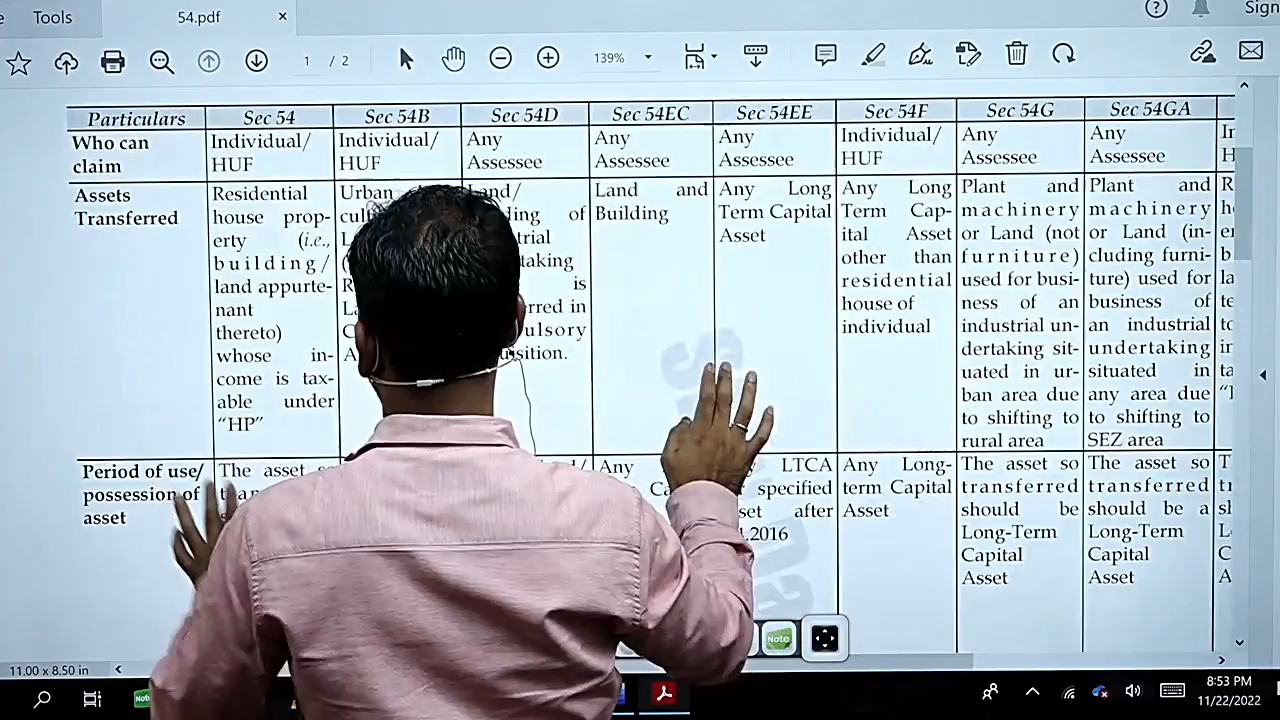 Tools
54.pdf
×
Sign
1 / 2
139%
Particulars Sec 54 Sec 54B Sec 54D Sec 54EC Sec 54EE Sec 54F Sec 54G Sec 54GA
Who can claim
Individual/
HUF
Individual/
HUF
Any
Assessee
Any
Assessee
Any
Assessee
Individual/
HUF
Any
Assessee
Any
Assessee
Assets
Transferred
Residential
house prop-
erty (i.e.,
building/
land appurte-
nant
thereto)
whose in-
come is tax-
able under
“HP”
Urban
Land/
of
is
Land and
Building
Any Long
Term Capital
Asset
Any Long
Term Cap-
ital Asset
other than
residential
house of
individual
Plant and
machinery
or Land (not
furniture)
used for busi-
ness of an
industrial un-
dertaking sit-
uated in ur-
ban area due
to shifting to
rural area
Plant and
machinery
or Land (in-
cluding furni-
ture) used for
business of
an industrial
undertaking
situated in
any area due
to shifting to
SEZ area
Period of use/
possession of
asset
The asset
Any
LTCA
specified
after
2016
Any Long-
term Capital
Asset
The asset so
transferred
should be
Long-Term
Capital
Asset
The asset so
transferred
should be a
Long-Term
Capital
Asset
Note
11.00 x 8.50 in
Note
8:53 PM
11/22/2022